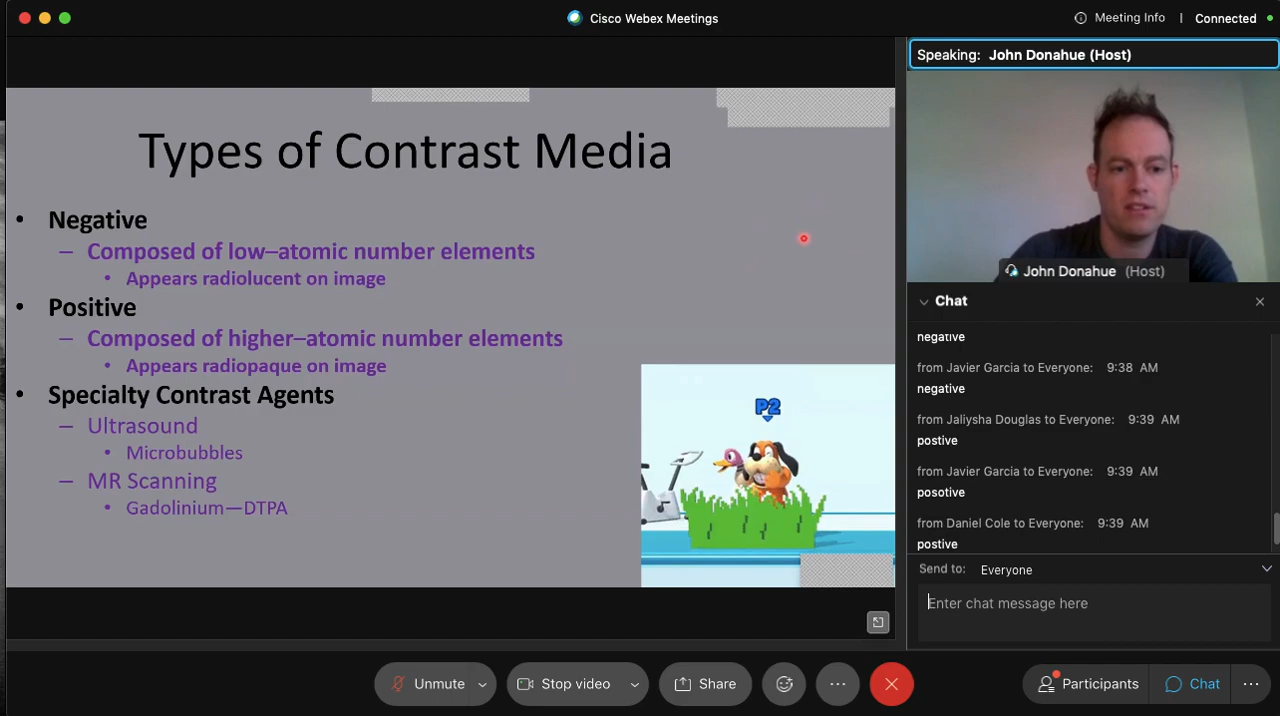 Cisco Webex Meetings
Meeting Info | Connected
Speaking: John Donahue (Host)
Types of Contrast Media
• Negative
– Composed of low–atomic number elements
• Appears radiolucent on image
• Positive
– Composed of higher–atomic number elements
• Appears radiopaque on image
• Specialty Contrast Agents
– Ultrasound
• Microbubbles
– MR Scanning
• Gadolinium—DTPA
P2
John Donahue (Host)
Chat
negative
from Javier Garcia to Everyone: 9:38 AM
negative
from Jaliysha Douglas to Everyone: 9:39 AM
postive
from Javier Garcia to Everyone: 9:39 AM
posotive
from Daniel Cole to Everyone: 9:39 AM
postive
Send to: Everyone
Enter chat message here
Unmute
Stop video
Share
Participants
Chat